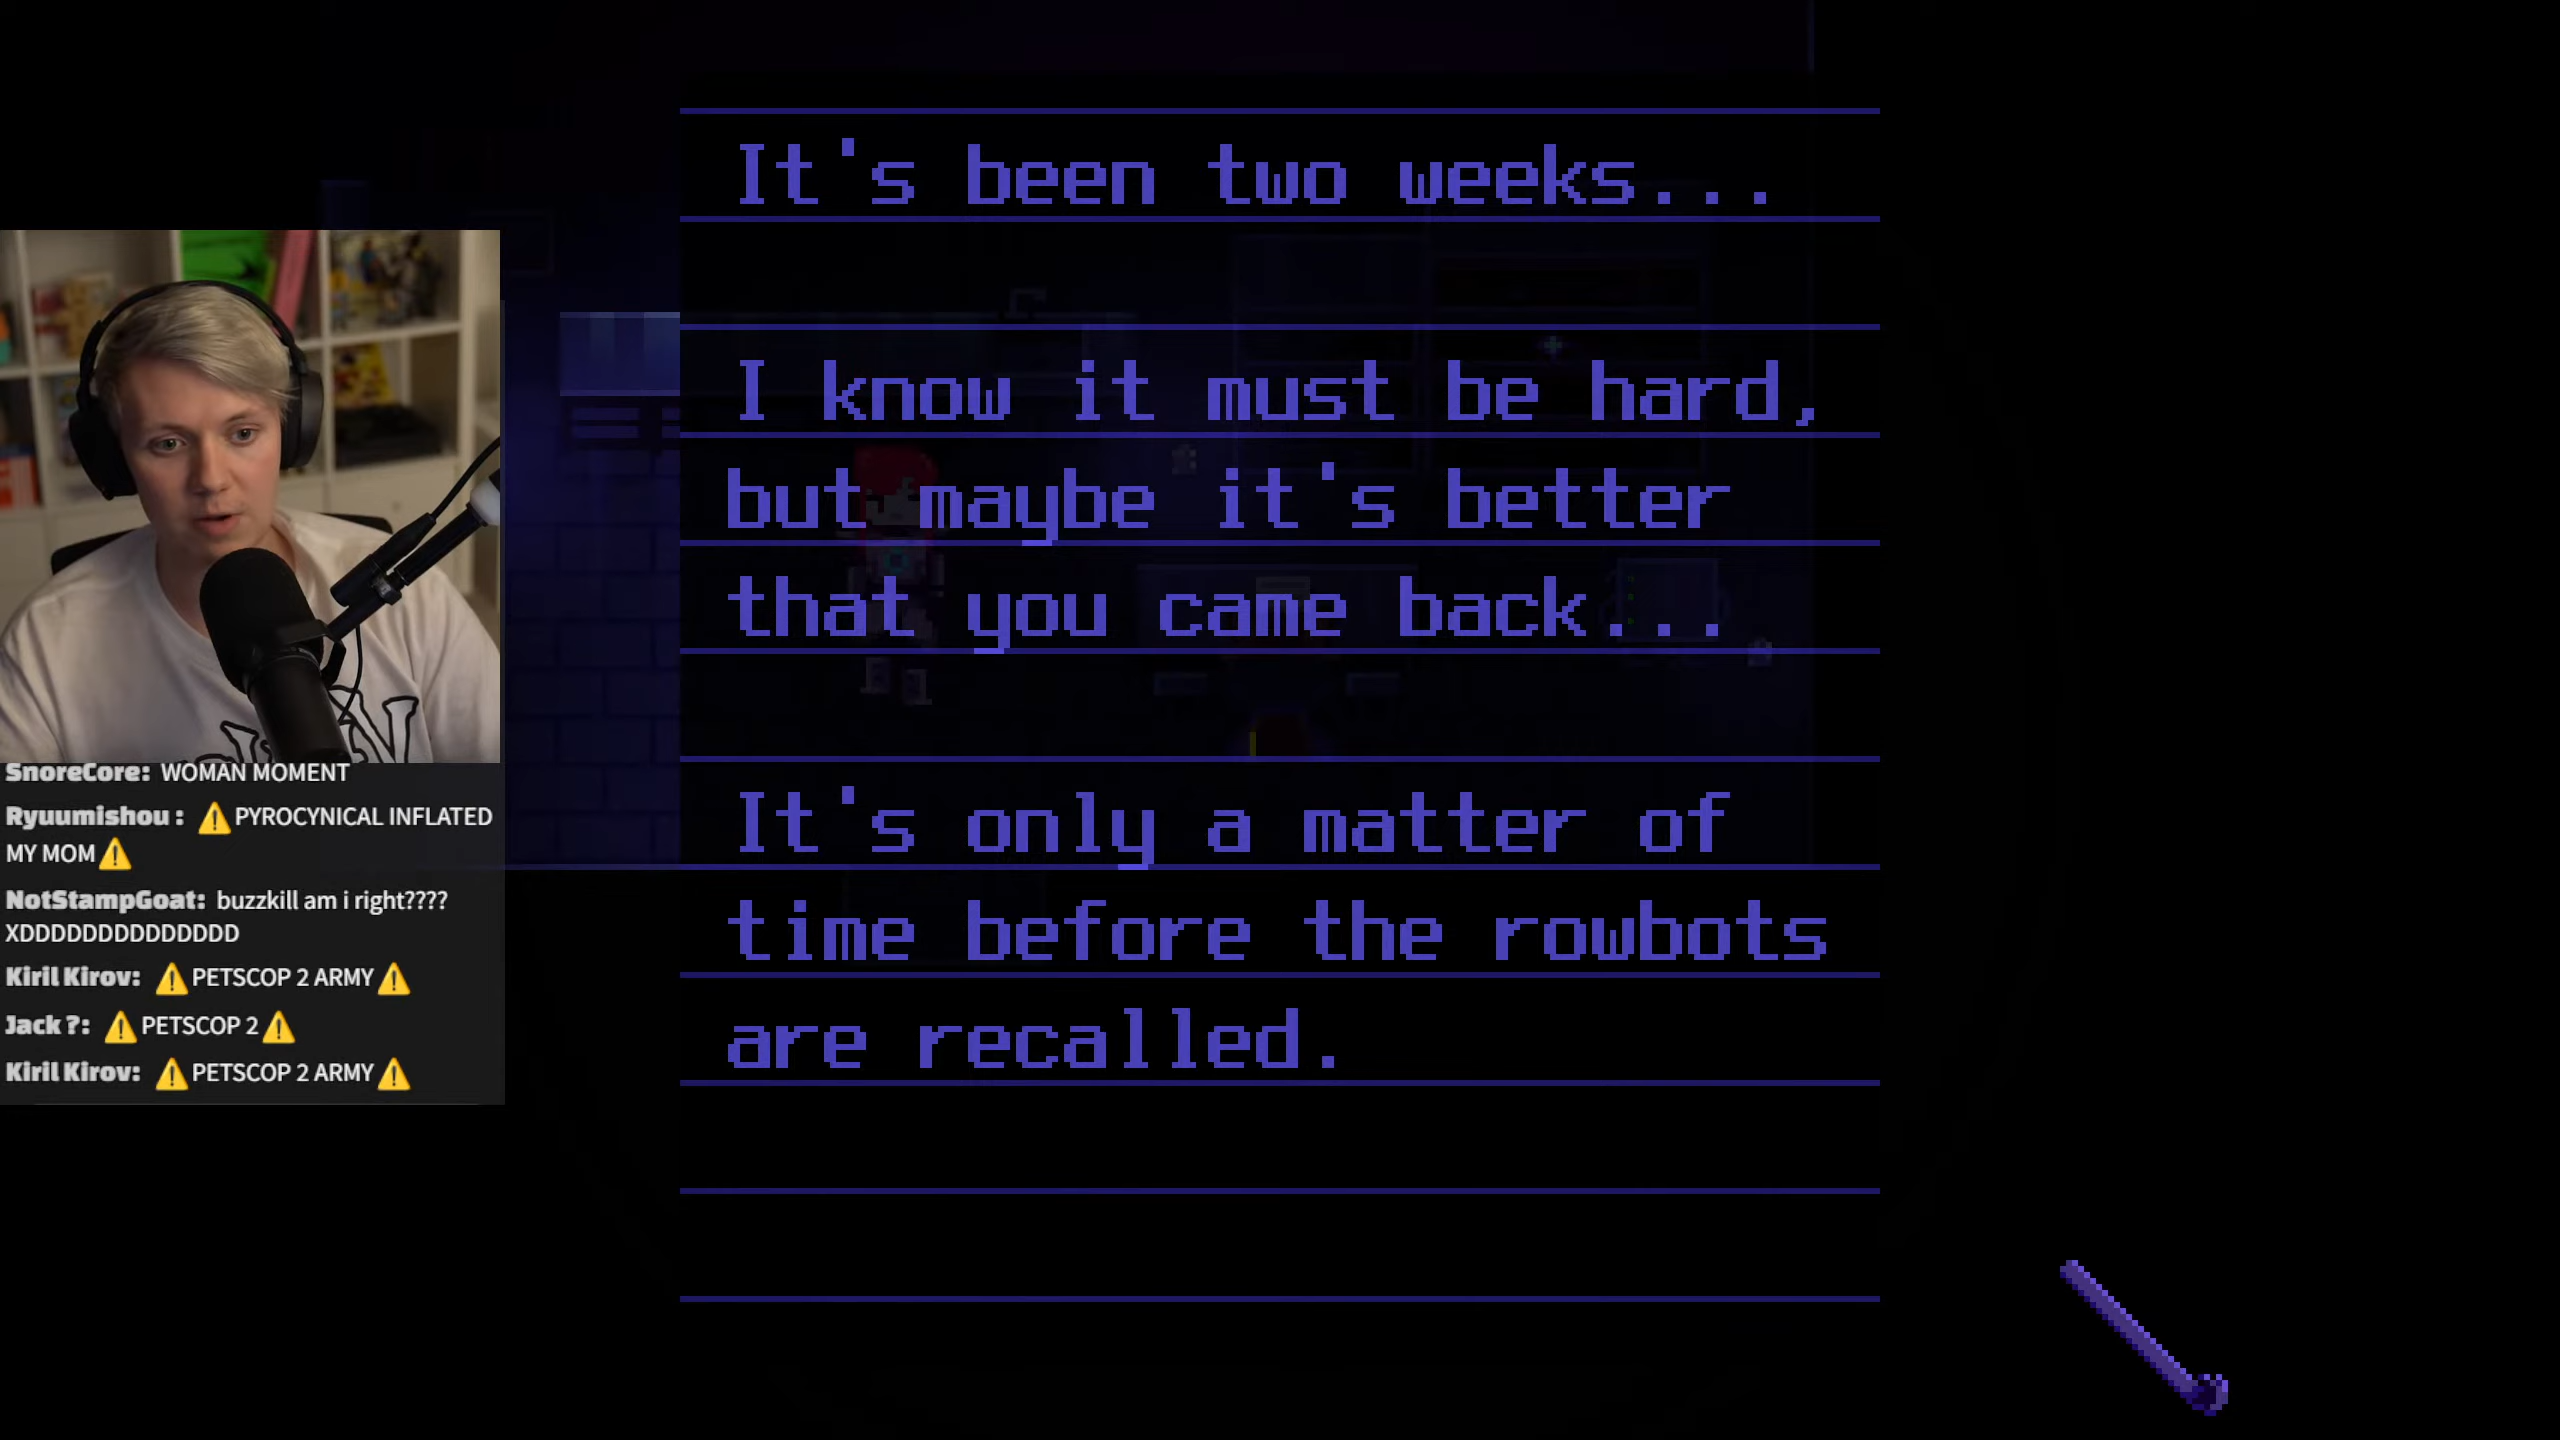 It's been two weeks...
I know it must be hard,
but maybe it's better
that you came back...
It's only a matter of
time before the rowbots
are recalled.
SnoreCore: WOMAN MOMENT
Ryuumishou : ⚠️PYROCYNICAL INFLATED
MY MOM⚠️
NotStampGoat: buzzkill am i right????
XDDDDDDDDDDDDDDD
Kiril Kirov: ⚠️PETSCOP 2 ARMY⚠️
Jack ?: ⚠️PETSCOP 2⚠️
Kiril Kirov: ⚠️PETSCOP 2 ARMY⚠️